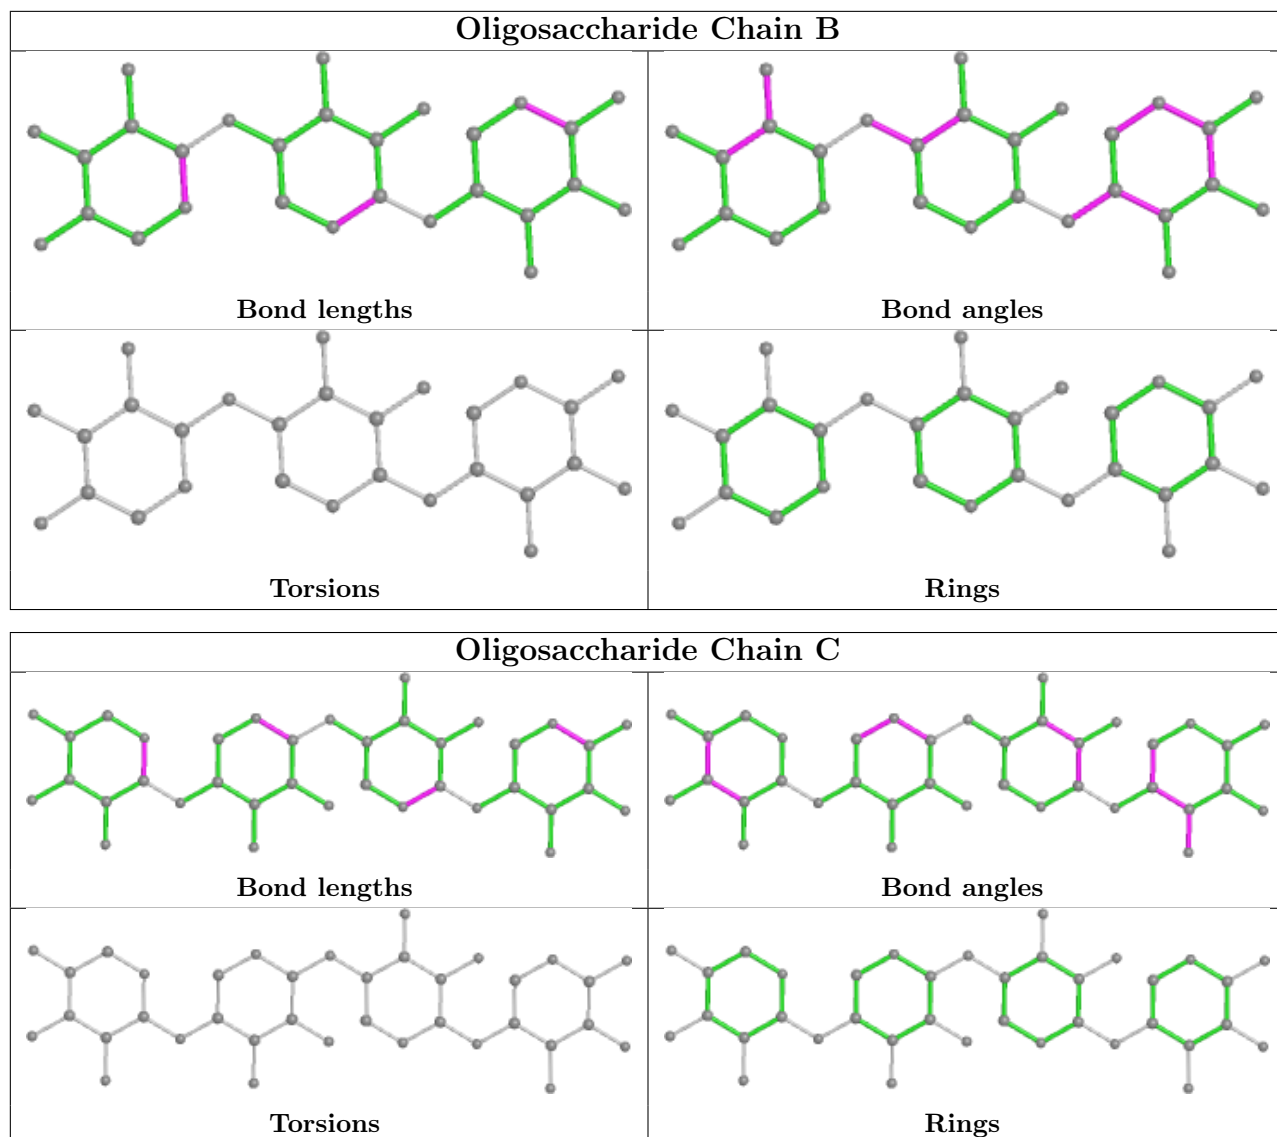 Oligosaccharide Chain B
Bond lengths
Bond angles
Torsions
Rings
Oligosaccharide Chain C
Bond lengths
Bond angles
Torsions
Rings